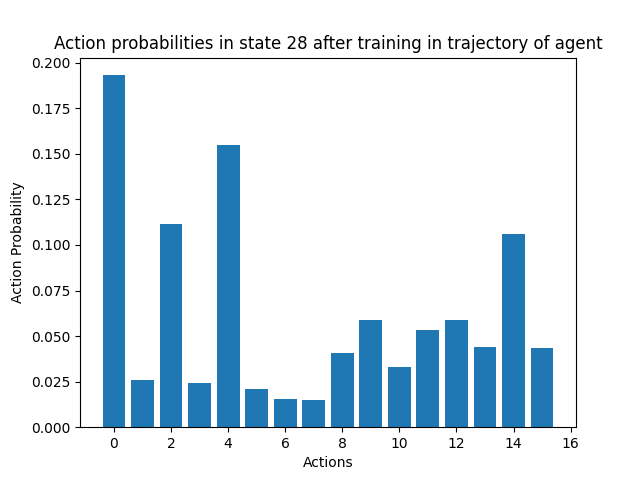 Action probabilities in state 28 after training in trajectory of agent
0.200
0.175
0.150
0.125
0.100
0.075
0.050
0.025
0.000
Action Probability
0 2 4 6 8 10 12 14 16
Actions